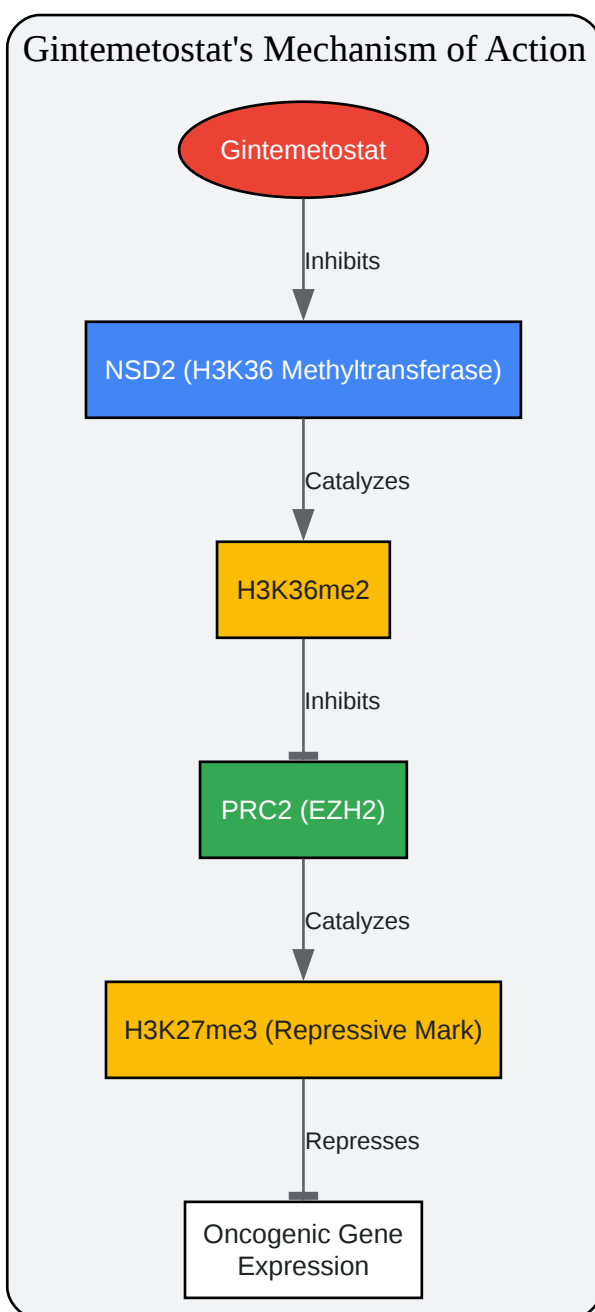 Gintemetostat's Mechanism of Action
Gintemetostat
Inhibits
NSD2 (H3K36 Methyltransferase)
Catalyzes
H3K36me2
Inhibits
PRC2 (EZH2)
Catalyzes
H3K27me3 (Repressive Mark)
Represses
Oncogenic Gene
Expression